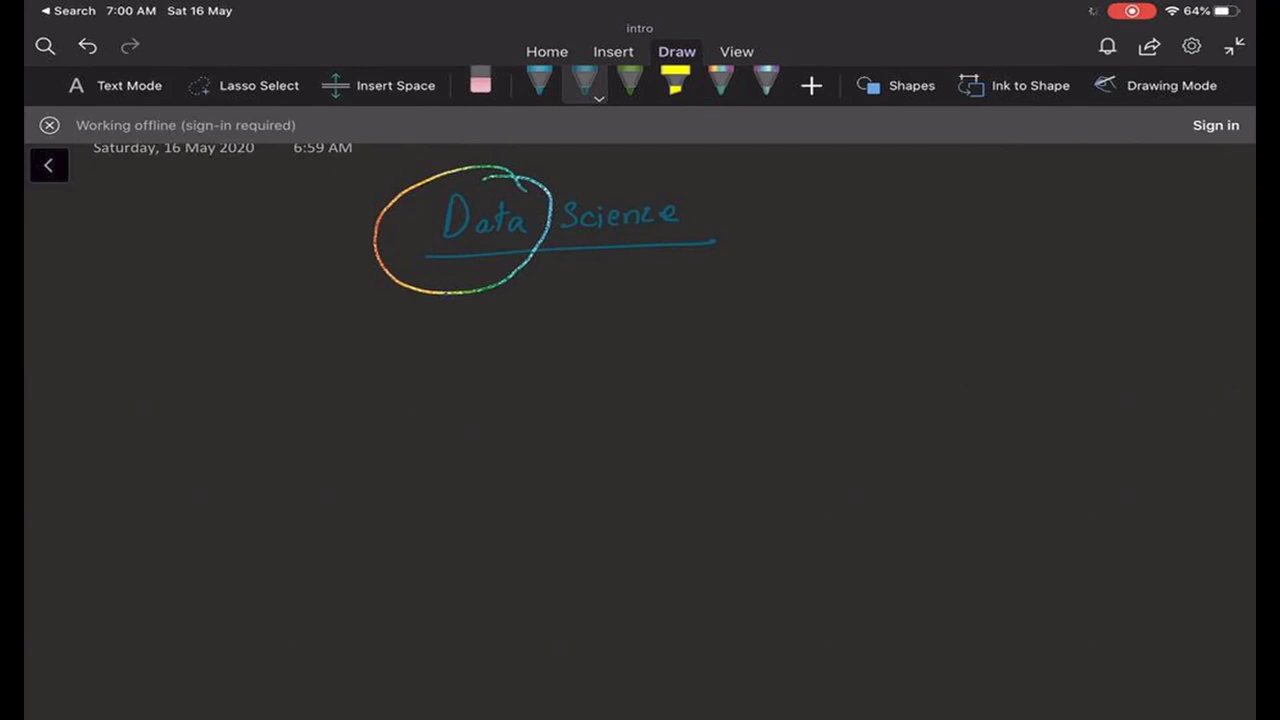 Search 7:00 AM Sat 16 May 64%
intro
Home Insert Draw View
Text Mode Lasso Select Insert Space Shapes Ink to Shape Drawing Mode
Working offline (sign-in required) Sign in
Saturday, 16 May 2020 6:59 AM
Data Science